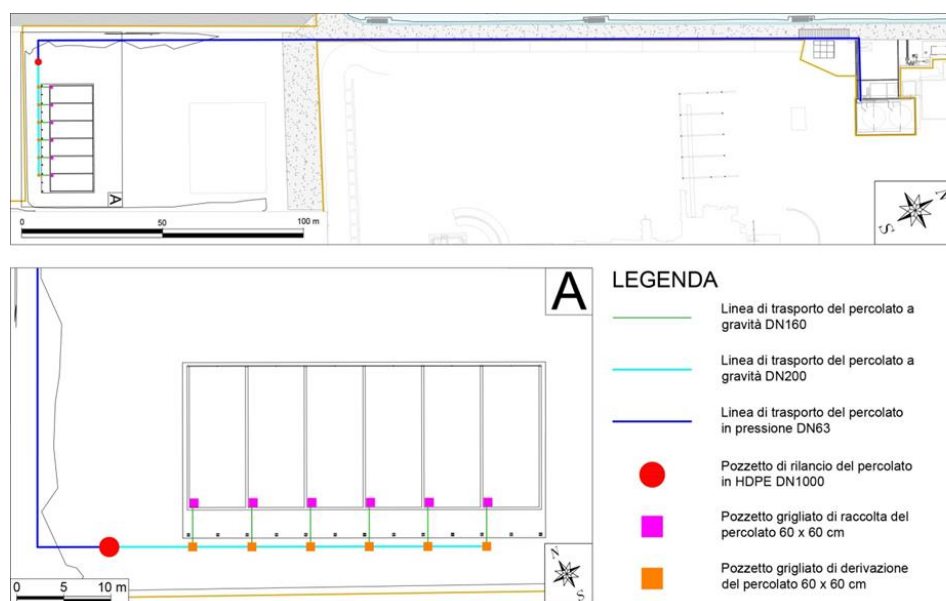 A
N
S
0 50 100 m
A
LEGENDA
Linea di trasporto del percolato a
gravità DN160
Linea di trasporto del percolato a
gravità DN200
Linea di trasporto del percolato
in pressione DN63
Pozzetto di rilancio del percolato
in HDPE DN1000
Pozzetto grigliato di raccolta del
percolato 60 x 60 cm
Pozzetto grigliato di derivazione
del percolato 60 x 60 cm
0 5 10 m
N
S